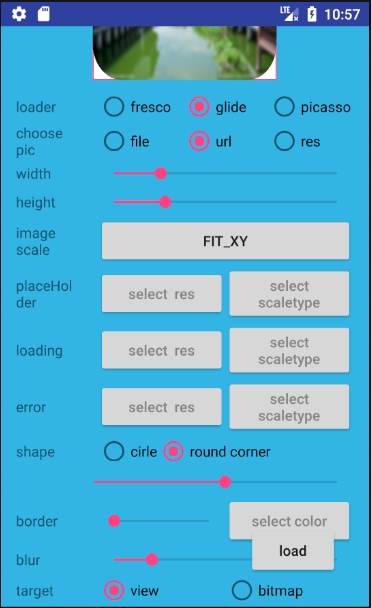 LTE 10:57
loader fresco glide picasso
choose pic file url res
width
height
image scale FIT_XY
placeHol
der select res select scaletype
loading select res select scaletype
error select res select scaletype
shape cirle round corner
border select color
load
blur
target view bitmap